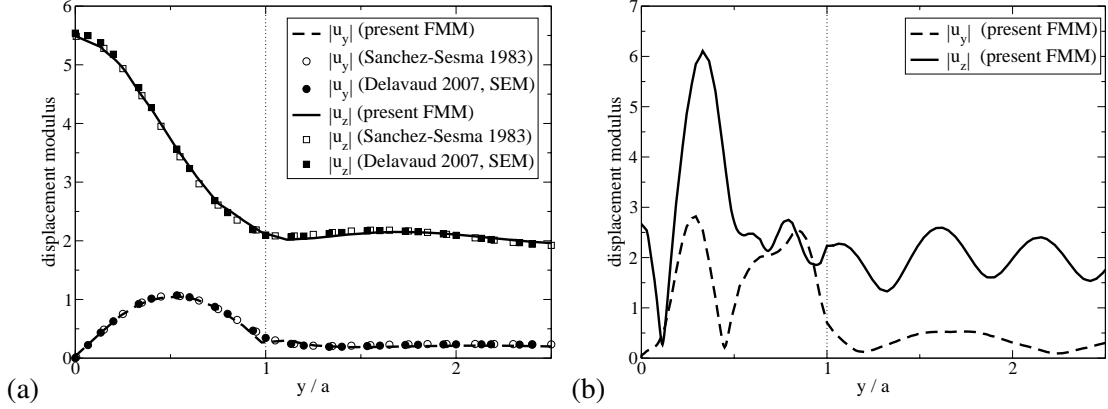 6
5
4
3
2
1
0
displacement modulus
0
1
2
y / a
|u_y| (present FMM)
|u_y| (Sanchez-Sesma 1983)
|u_y| (Delavaud 2007, SEM)
|u_z| (present FMM)
|u_z| (Sanchez-Sesma 1983)
|u_z| (Delavaud 2007, SEM)
(a)
7
6
5
4
3
2
1
0
displacement modulus
0
1
2
y / a
|u_y| (present FMM)
|u_z| (present FMM)
(b)